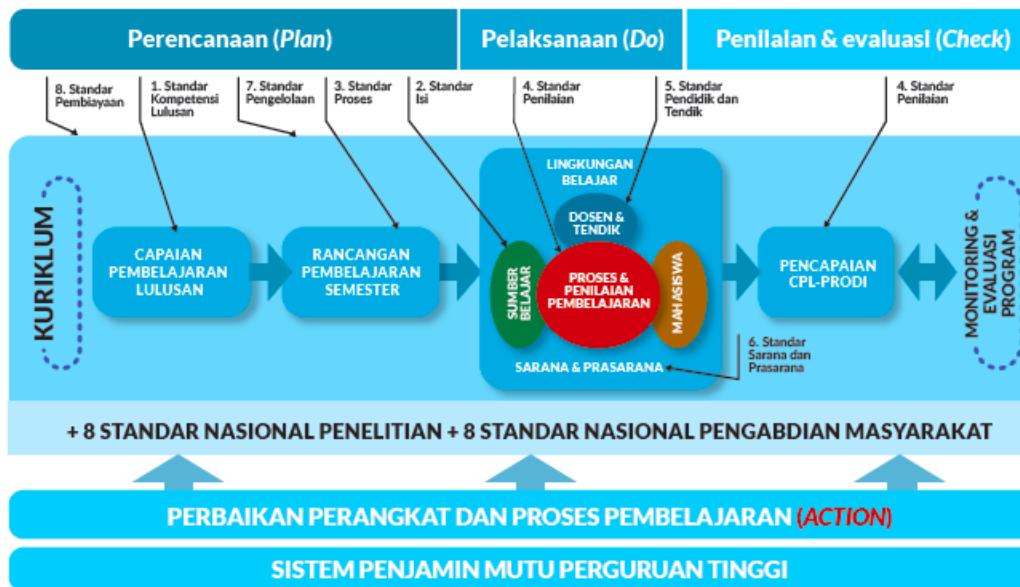 Perencanaan (Plan)
Pelaksanaan (Do)
Penilaian & evaluasi (Check)
8. Standar
Pembiayaan
1. Standar
Kompetensi
Lulusan
7. Standar
Pengelolaan
3. Standar
Proses
2. Standar
Isi
4. Standar
Penilaian
5. Standar
Pendidik dan
Tendik
4. Standar
Penilaian
KURIKLUM
CAPAIAN
PEMBELAJARAN
LULUSAN
RANCANGAN
PEMBELAJARAN
SEMESTER
LINGKUNGAN
BELAJAR
DOSEN &
TENDIK
SUMBER
BELAJAR
PROSES &
PENILAIAN
PEMBELAJARAN
MAHASISWA
SARANA & PRASARANA
6. Standar
Sarana dan
Prasarana
PENCAPAIAN
CPL-PRODI
MONITORING &
EVALUASI
PROGRAM
+ 8 STANDAR NASIONAL PENELITIAN + 8 STANDAR NASIONAL PENGABDIAN MASYARAKAT
PERBAIKAN PERANGKAT DAN PROSES PEMBELAJARAN (ACTION)
SISTEM PENJAMIN MUTU PERGURUAN TINGGI